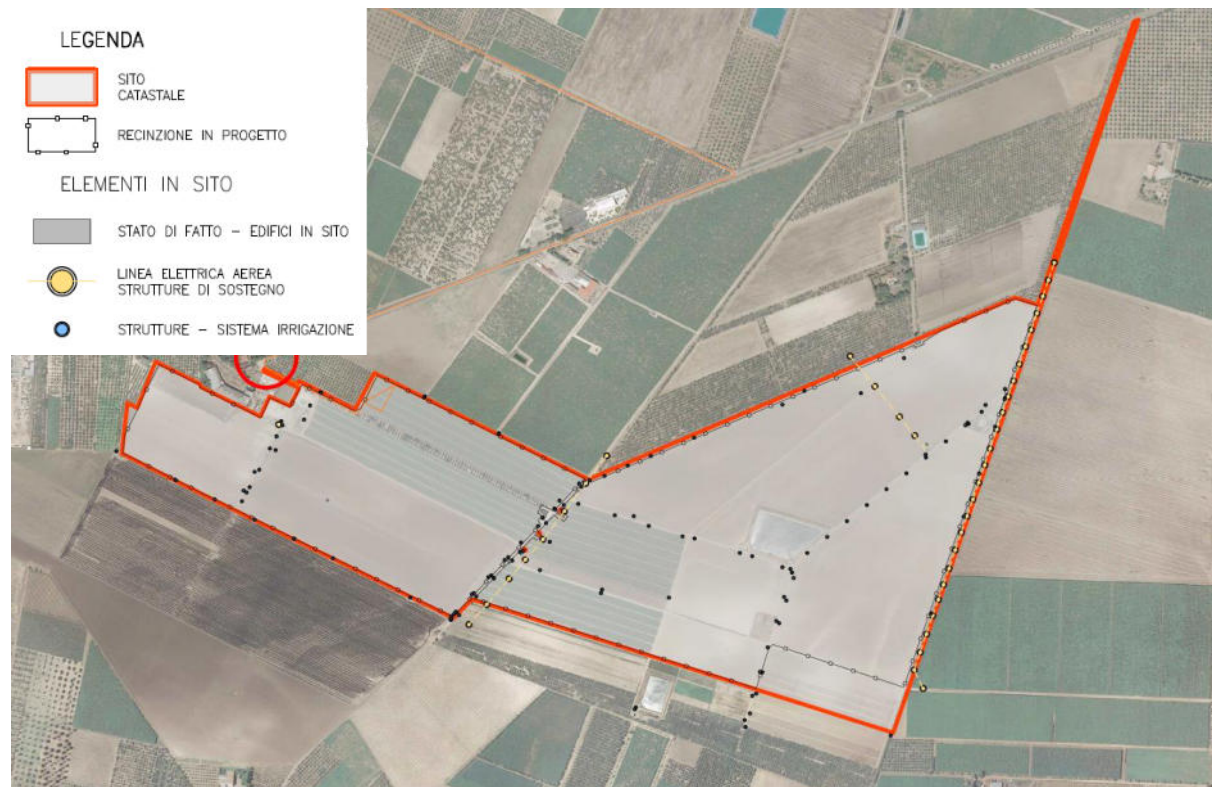 LEGENDA
SITO
CATASTALE
RECINZIONE IN PROGETTO
ELEMENTI IN SITO
STATO DI FATTO – EDIFICI IN SITO
LINEA ELETTRICA AEREA
STRUTTURE DI SOSTEGNO
STRUTTURE – SISTEMA IRRIGAZIONE